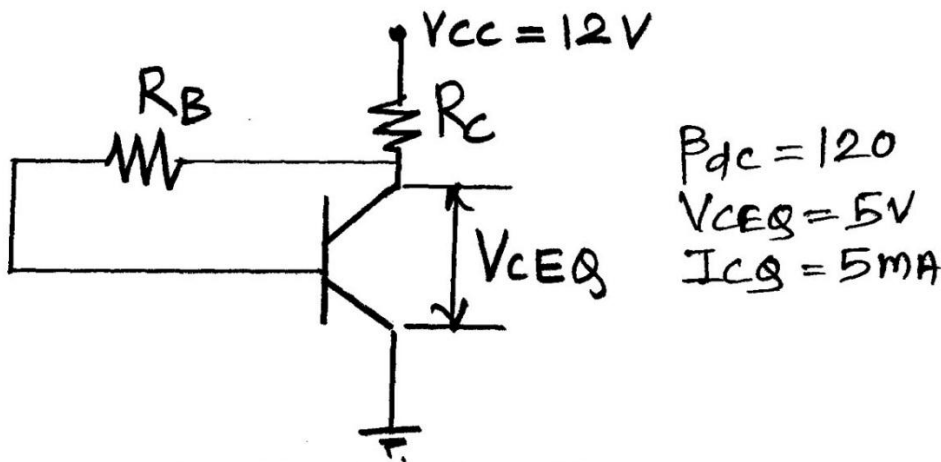 VCC = 12V
RB
RC
βdc = 120
VCEQ = 5V
ICQ = 5mA
VCEQ